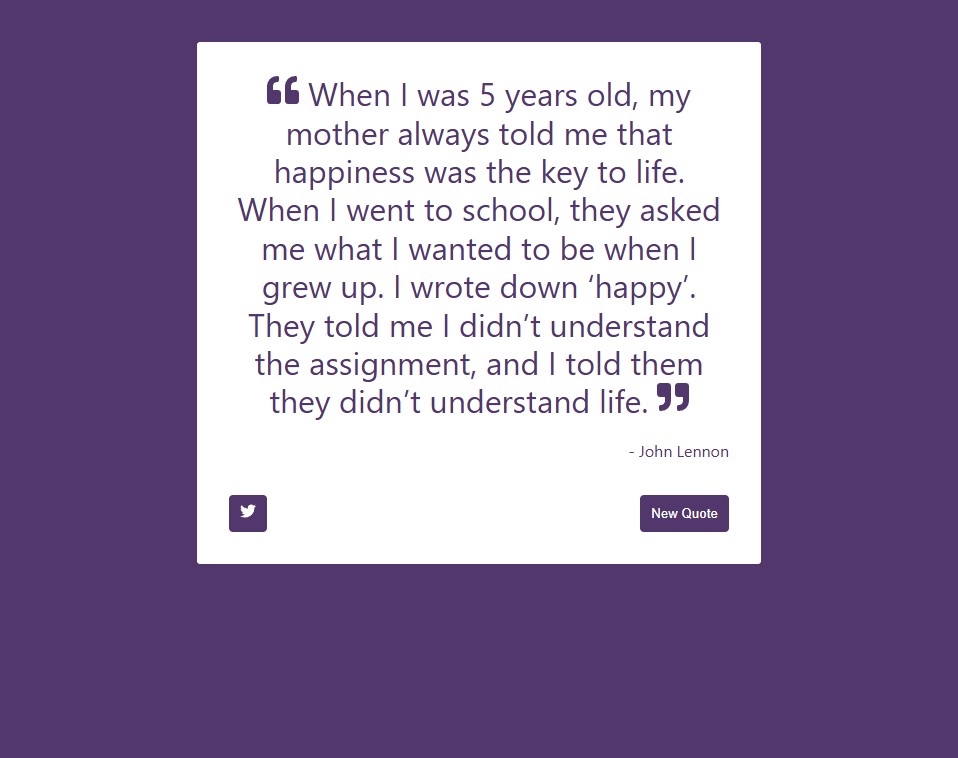 ❝ When I was 5 years old, my
mother always told me that
happiness was the key to life.
When I went to school, they asked
me what I wanted to be when I
grew up. I wrote down ‘happy’.
They told me I didn’t understand
the assignment, and I told them
they didn’t understand life. ❞
- John Lennon
New Quote